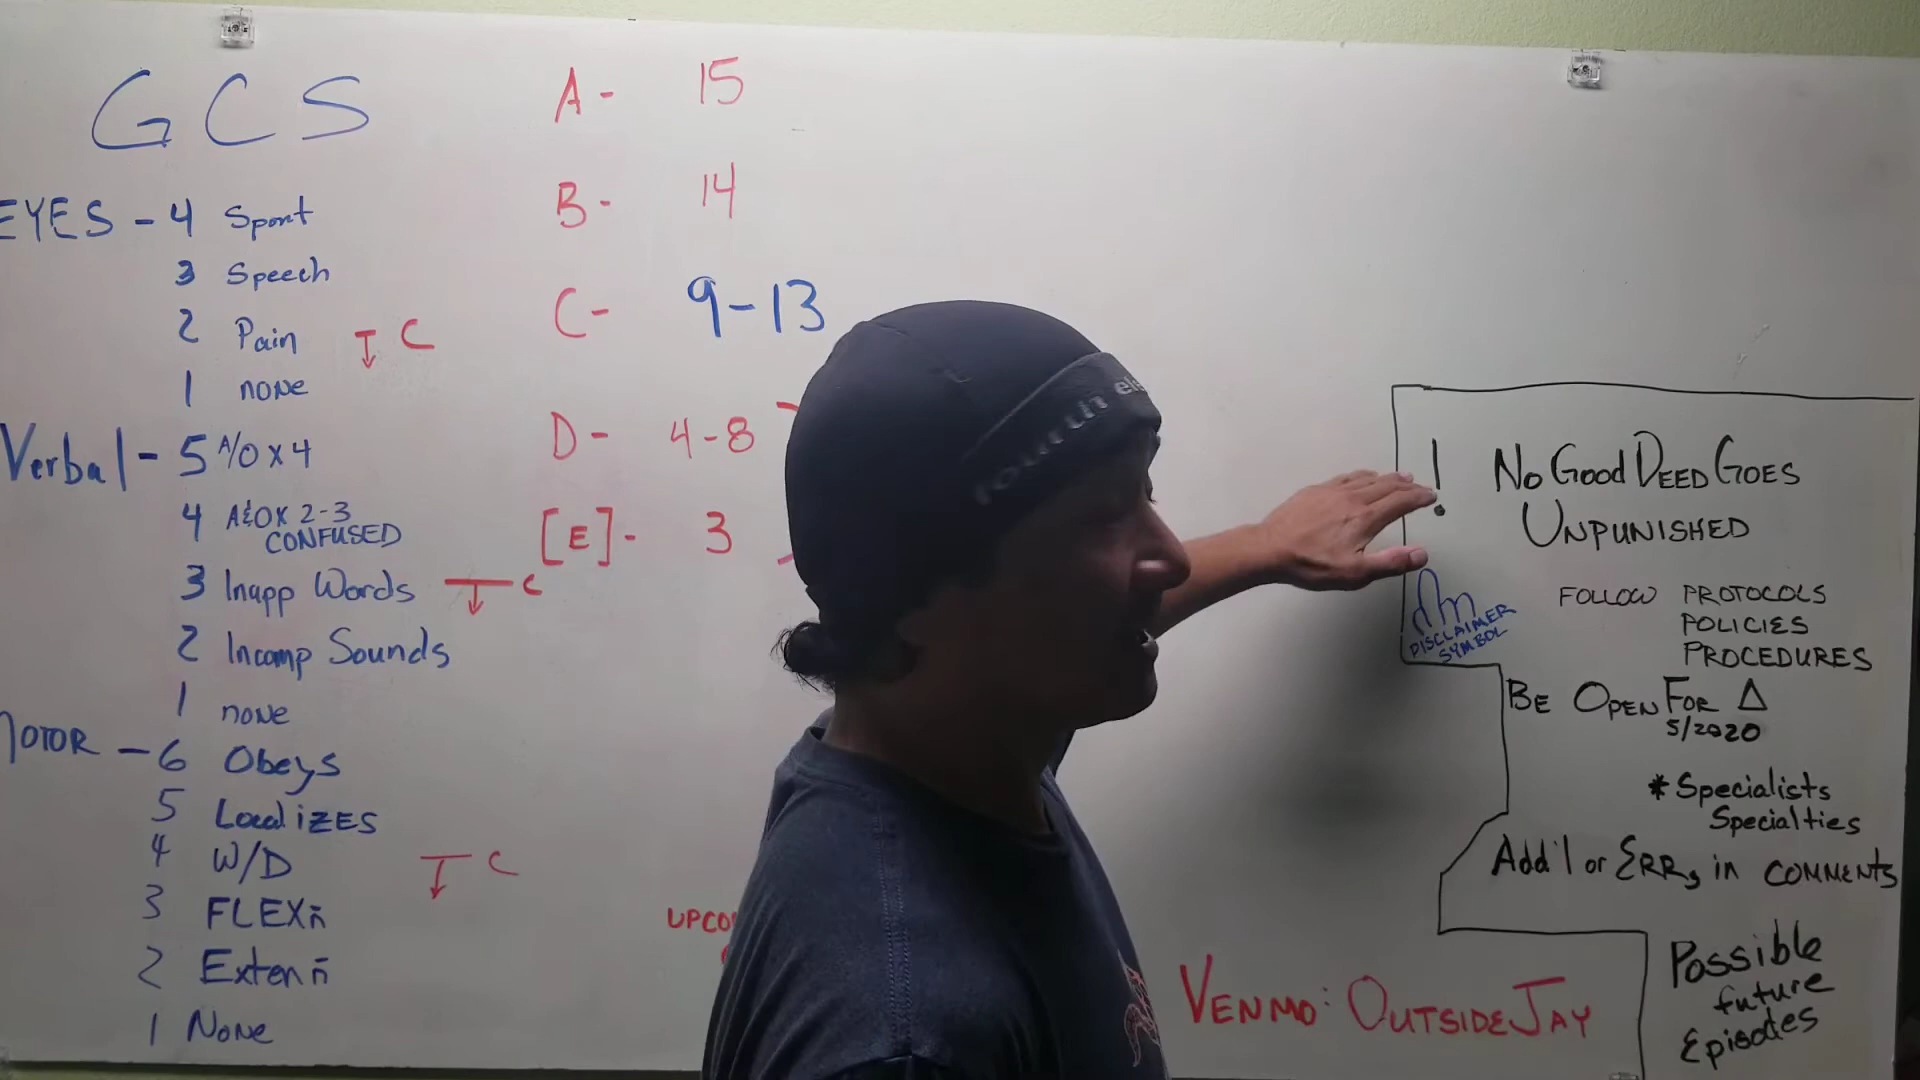 GCS
EYES - 4 Spont
3 Speech
2 Pain C
1 none
Verbal - 5 A/O x 4
4 A&OX 2-3
CONFUSED
3 Inapp Words C
2 Incomp Sounds
1 none
MOTOR - 6 Obeys
5 LocalizES
4 W/D C
3 FLEXn̄
2 Extenn̄
1 NoNe
A- 15
B- 14
C- 9-13
D- 4-8
[E]- 3
! No Good DEED GOES
UNPUNISHED
DISCLAIMER
SYMBOL
FOLLOW PROTOCOLS
POLICIES
PROCEDURES
BE OPEN FOR Δ
5/2020
* Specialists
Specialties
Add'l or ERRs in COMMENTS
Possible
future
Episodes
VENMO: OUTSIDEJAY